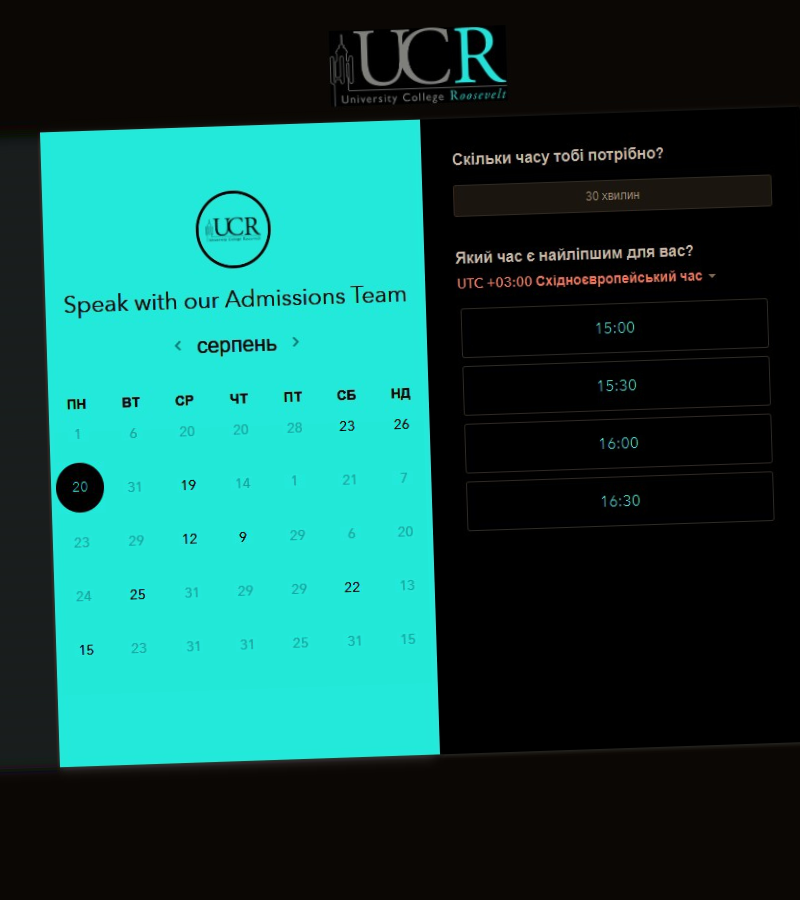 UCR
University College Roosevelt
UCR
University College Roosevelt
Speak with our Admissions Team
серпень
ПН ВТ СР ЧТ ПТ СБ НД
1 6 20 20 28 23 26
20 31 19 14 1 21 7
23 29 12 9 29 6 20
24 25 31 29 29 22 13
15 23 31 31 25 31 15
Скільки часу тобі потрібно?
30 хвилин
Який час є найліпшим для вас?
UTC +03:00 Східноєвропейський час
15:00
15:30
16:00
16:30